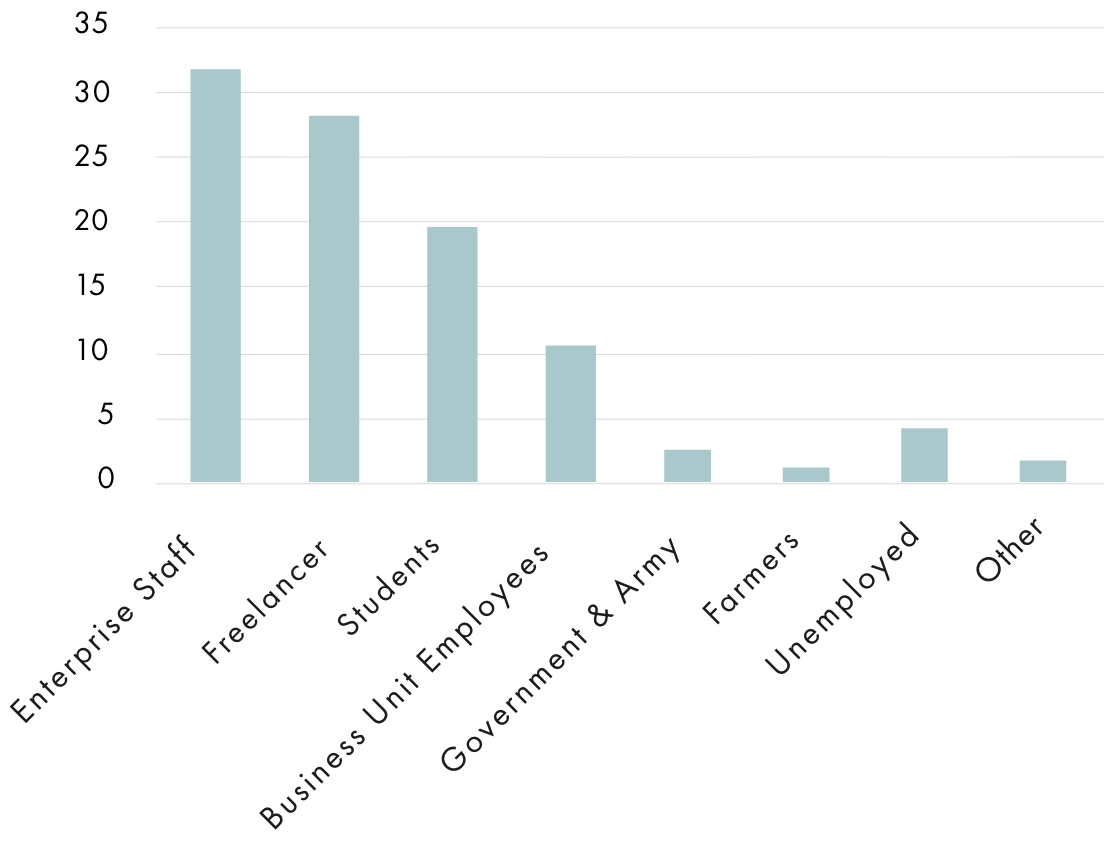 35
30
25
20
15
10
5
0
Enterprise Staff
Freelancer
Students
Business Unit Employees
Government & Army
Farmers
Unemployed
Other